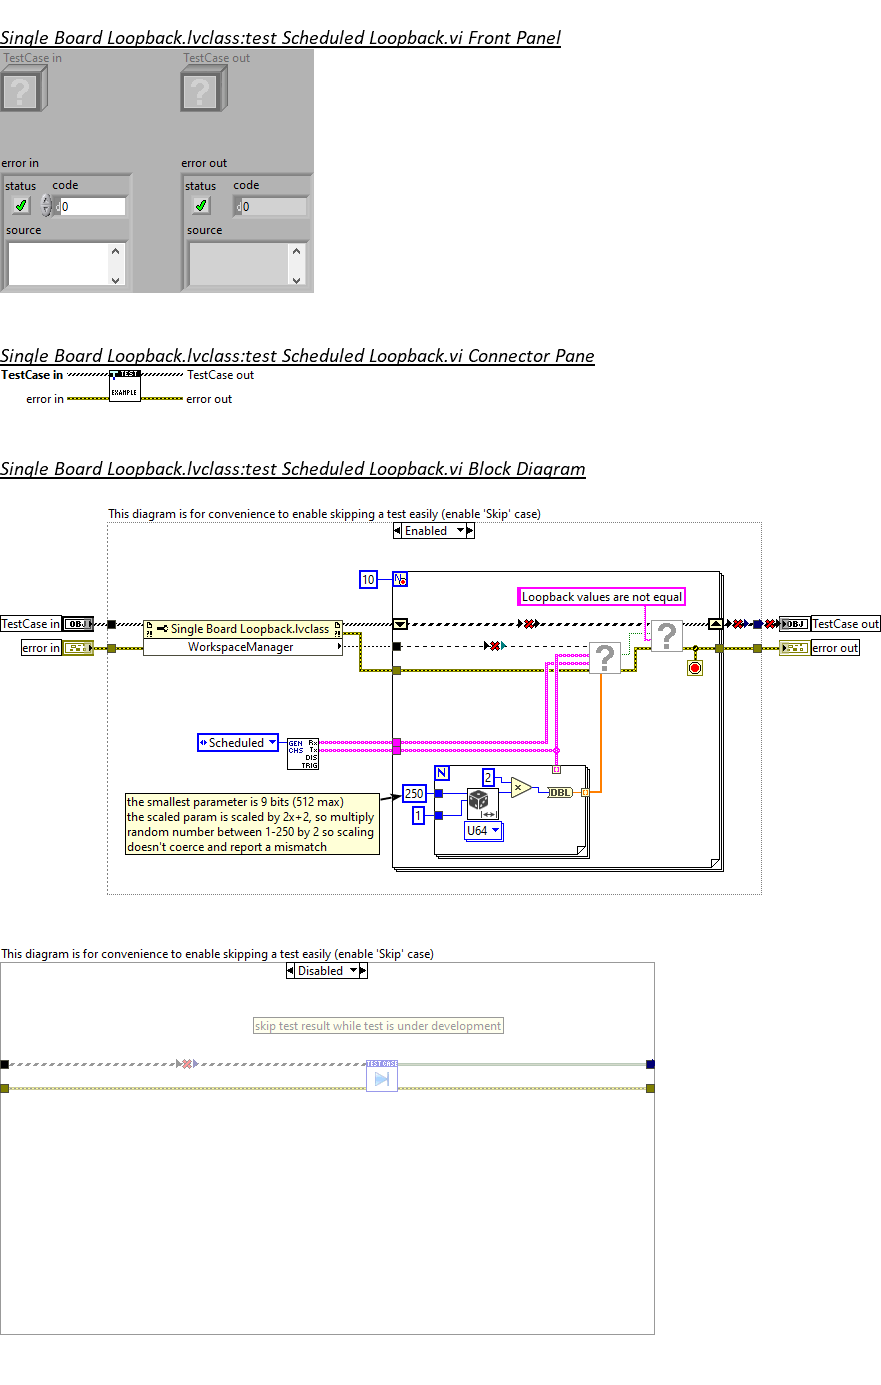 Single Board Loopback.lvclass:test Scheduled Loopback.vi Front Panel
TestCase in
TestCase out
?
?
error in
error out
status
code
status
code
d
0
d
0
source
source
Single Board Loopback.lvclass:test Scheduled Loopback.vi Connector Pane
TestCase in
TEST
TestCase out
EXAMPLE
error in
error out
Single Board Loopback.lvclass:test Scheduled Loopback.vi Block Diagram
This diagram is for convenience to enable skipping a test easily (enable 'Skip' case)
Enabled
10
N
Loopback values are not equal
TestCase in
OBJ
Single Board Loopback.lvclass
?
OBJ
TestCase out
error in
WorkspaceManager
?
error out
Scheduled
GEN Rx
CHS Tx
DIS
TRIG
N
2
250
x
DBL
1
U64
the smallest parameter is 9 bits (512 max)
the scaled param is scaled by 2x+2, so multiply
random number between 1-250 by 2 so scaling
doesn't coerce and report a mismatch
This diagram is for convenience to enable skipping a test easily (enable 'Skip' case)
Disabled
skip test result while test is under development
TEST CASE